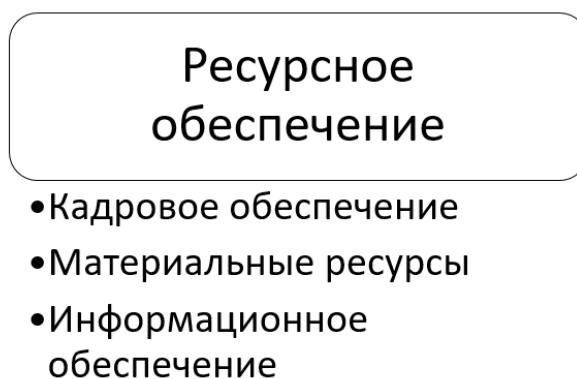 Ресурсное
обеспечение
•Кадровое обеспечение
•Материальные ресурсы
•Информационное
обеспечение